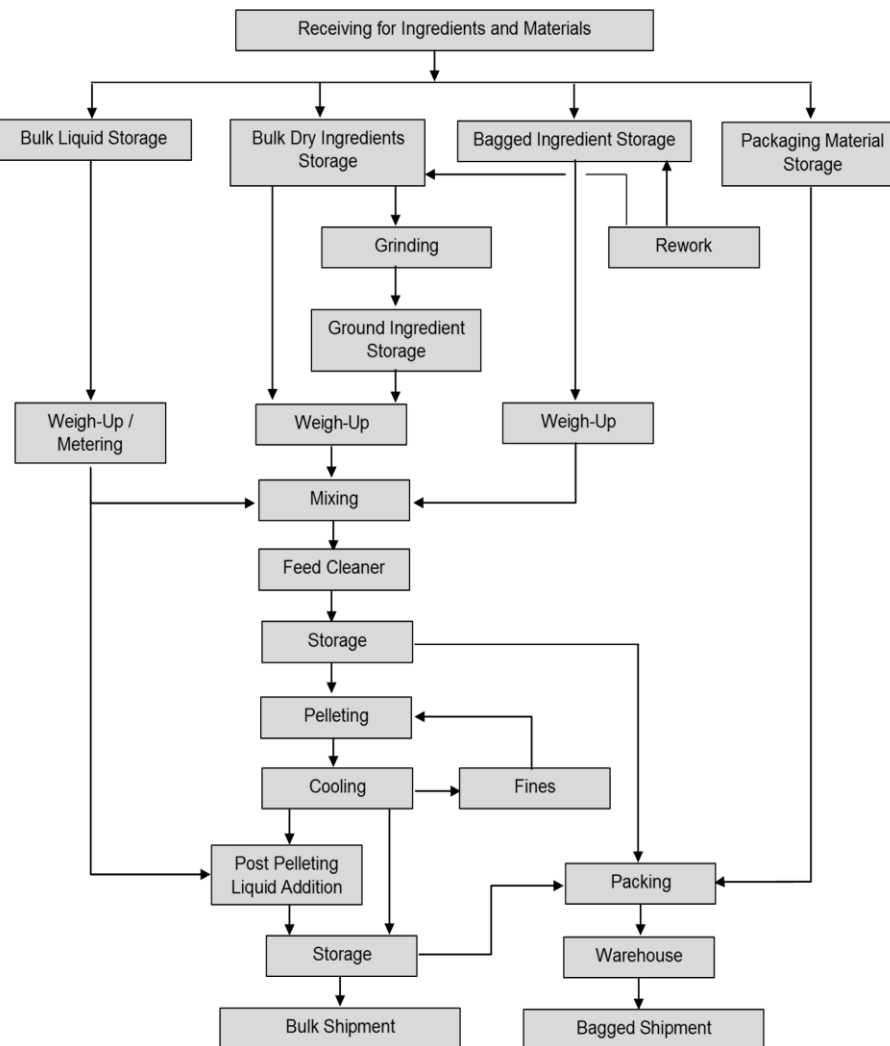 Receiving for Ingredients and Materials
Bulk Liquid Storage
Bulk Dry Ingredients
Storage
Bagged Ingredient Storage
Packaging Material
Storage
Grinding
Rework
Ground Ingredient
Storage
Weigh-Up /
Metering
Weigh-Up
Weigh-Up
Mixing
Feed Cleaner
Storage
Pelleting
Cooling
Fines
Post Pelleting
Liquid Addition
Packing
Storage
Warehouse
Bulk Shipment
Bagged Shipment